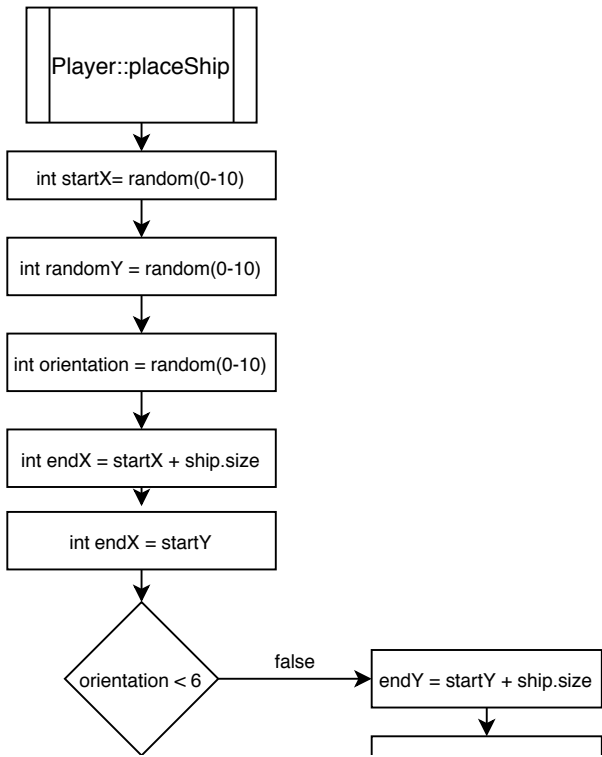 Player::placeShip
int startX= random(0-10)
int randomY = random(0-10)
int orientation = random(0-10)
int endX = startX + ship.size
int endX = startY
orientation < 6
false
endY = startY + ship.size